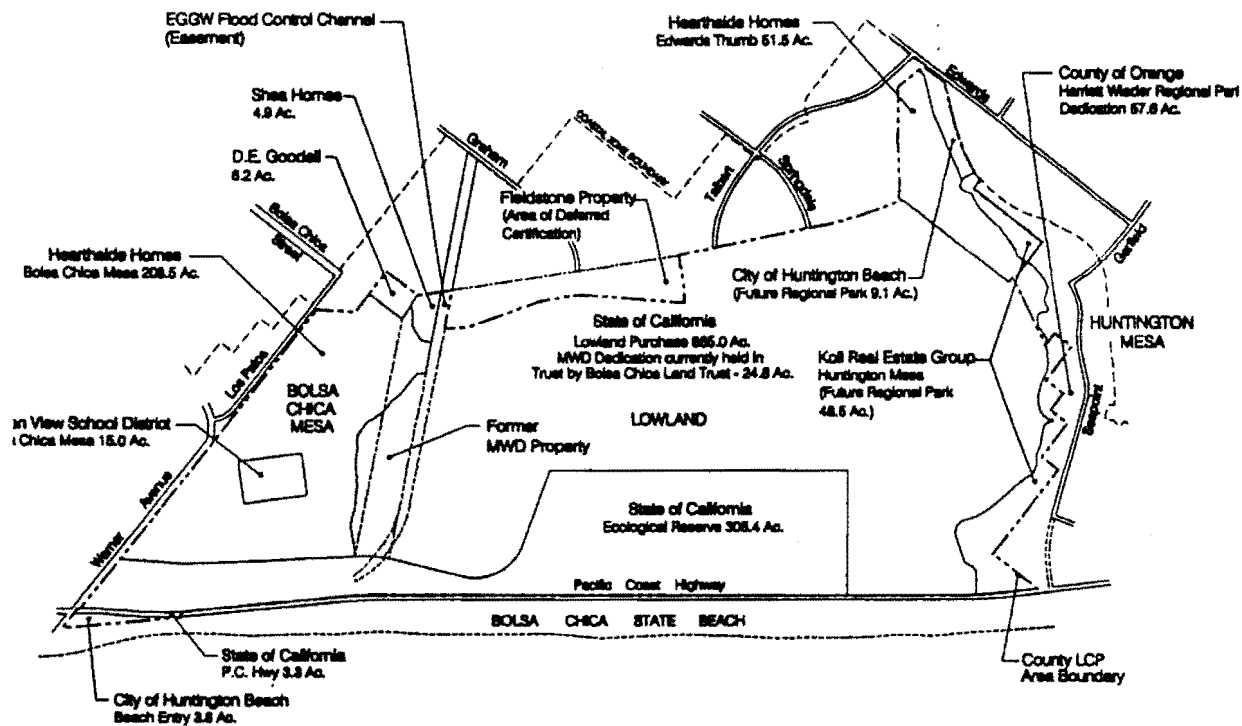 EGGW Flood Control Channel
(Easement)
Hearthside Homes
Edwards Thumb 51.5 Ac.
Edwards
County of Orange
Harriett Wieder Regional Park
Dedication 57.6 Ac.
Shea Homes
4.9 Ac.
Graham
COASTAL ZONE BOUNDARY
D.E. Goodell
6.2 Ac.
Talbert
Springdale
Fieldstone Property
(Area of Deferred
Certification)
Bolsa Chica
Street
Garfield
Hearthside Homes
Bolsa Chica Mesa 208.5 Ac.
City of Huntington Beach
(Future Regional Park 9.1 Ac.)
State of California
Lowland Purchase 865.0 Ac.
MWD Dedication currently held in
Trust by Bolsa Chica Land Trust - 24.8 Ac.
HUNTINGTON
MESA
Los Patos
Koll Real Estate Group
Huntington Mesa
(Future Regional Park
48.5 Ac.)
BOLSA
CHICA
MESA
LOWLAND
Seapoint
an View School District
a Chica Mesa 15.0 Ac.
Former
MWD Property
Warner Avenue
State of California
Ecological Reserve 306.4 Ac.
Pacific Coast Highway
BOLSA CHICA STATE BEACH
State of California
P.C. Hwy 3.3 Ac.
County LCP
Area Boundary
City of Huntington Beach
Beach Entry 3.6 Ac.